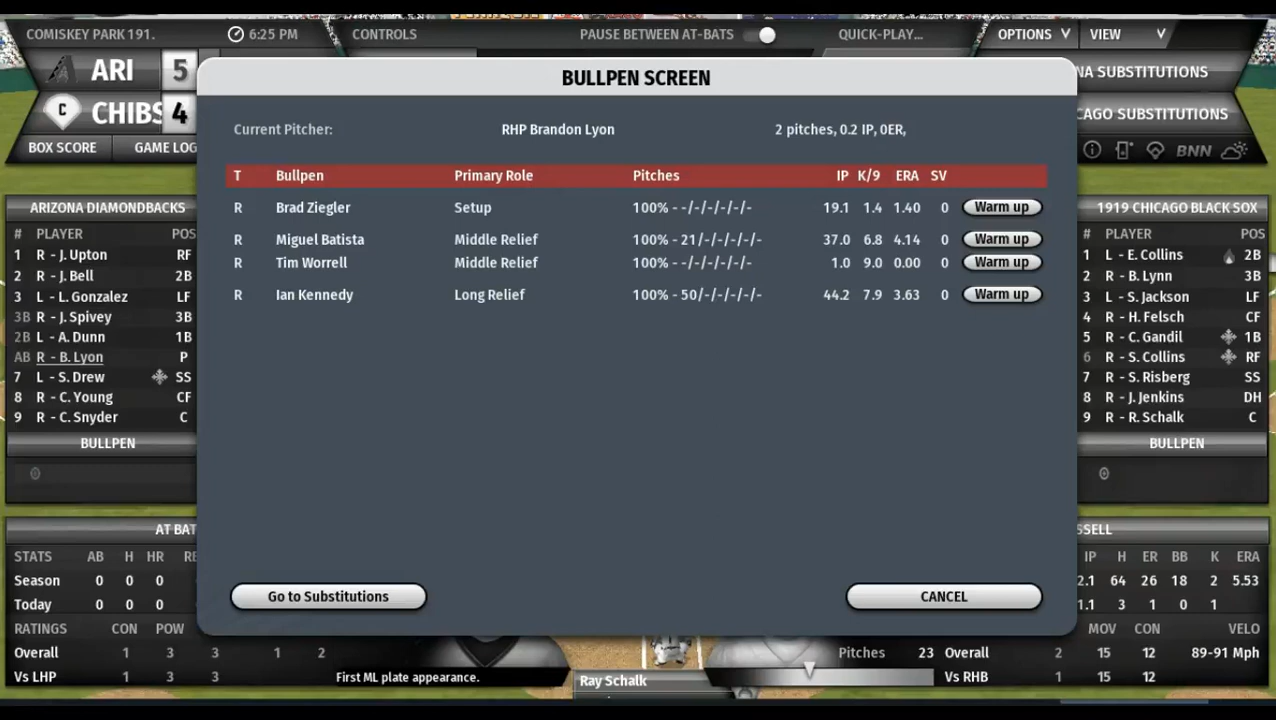 COMISKEY PARK 191.
6:25 PM
CONTROLS
PAUSE BETWEEN AT-BATS
QUICK-PLAY...
OPTIONS
VIEW
ARI 5
C CHIBS 4
BOX SCORE
GAME LOG
NA SUBSTITUTIONS
CAGO SUBSTITUTIONS
BNN
BULLPEN SCREEN
Current Pitcher: RHP Brandon Lyon 2 pitches, 0.2 IP, 0ER,
T Bullpen Primary Role Pitches IP K/9 ERA SV
R Brad Ziegler Setup 100% - -/-/-/-/-/- 19.1 1.4 1.40 0 Warm up
R Miguel Batista Middle Relief 100% - 21/-/-/-/-/- 37.0 6.8 4.14 0 Warm up
R Tim Worrell Middle Relief 100% - -/-/-/-/-/- 1.0 9.0 0.00 0 Warm up
R Ian Kennedy Long Relief 100% - 50/-/-/-/-/- 44.2 7.9 3.63 0 Warm up
Go to Substitutions
CANCEL
ARIZONA DIAMONDBACKS
# PLAYER POS
1 R - J. Upton RF
2 R - J. Bell 2B
3 L - L. Gonzalez LF
3B R - J. Spivey 3B
2B L - A. Dunn 1B
AB R - B. Lyon P
7 L - S. Drew SS
8 R - C. Young CF
9 R - C. Snyder C
BULLPEN
1919 CHICAGO BLACK SOX
# PLAYER POS
1 L - E. Collins 2B
2 R - B. Lynn 3B
3 L - S. Jackson LF
4 R - H. Felsch CF
5 R - C. Gandil 1B
6 R - S. Collins RF
7 R - S. Risberg SS
8 R - J. Jenkins DH
9 R - R. Schalk C
BULLPEN
AT BAT
STATS AB H HR RE
Season 0 0 0
Today 0 0 0
RATINGS CON POW
Overall 1 3 3 1 2
Vs LHP 1 3 3
First ML plate appearance.
Ray Schalk
SSELL
IP H ER BB K ERA
2.1 64 26 18 2 5.53
1.1 3 1 0 1
MOV CON VELO
Pitches 23 Overall 2 15 12 89-91 Mph
Vs RHB 1 15 12